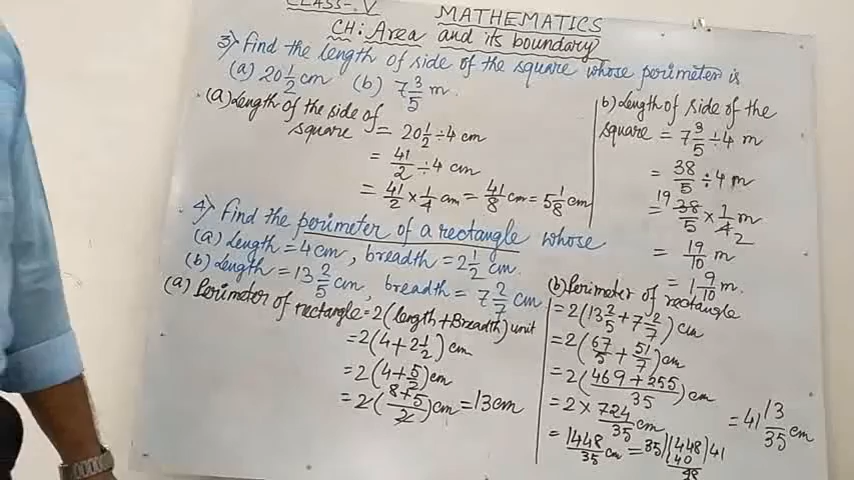 CLASS-V MATHEMATICS
CH: Area and its boundary
3) Find the length of side of the square whose perimeter is
(a) 20 1/2 cm (b) 7 3/5 m.
(a) Length of the side of
square = 20 1/2 ÷ 4 cm
= 41/2 ÷ 4 cm
= 41/2 × 1/4 cm = 41/8 cm = 5 1/8 cm
b) Length of side of the
square = 7 3/5 ÷ 4 m
= 38/5 ÷ 4 m
= 19 38/5 × 1/4 2 m
= 19/10 m
= 1 9/10 m.
4) Find the perimeter of a rectangle whose
(a) Length = 4 cm, breadth = 2 1/2 cm.
(b) Length = 13 2/5 cm, breadth = 7 2/7 cm
(a) Perimeter of rectangle = 2(length + Breadth) unit
= 2(4 + 2 1/2) cm
= 2(4 + 5/2) cm
= 2(8+5/2) cm = 13 cm
(b) Perimeter of rectangle
= 2(13 2/5 + 7 2/7) cm
= 2(67/5 + 51/7) cm
= 2(469 + 255/35) cm
= 2 × 724/35 cm
= 1448/35 cm = 35)1448(41
= 41 13/35 cm